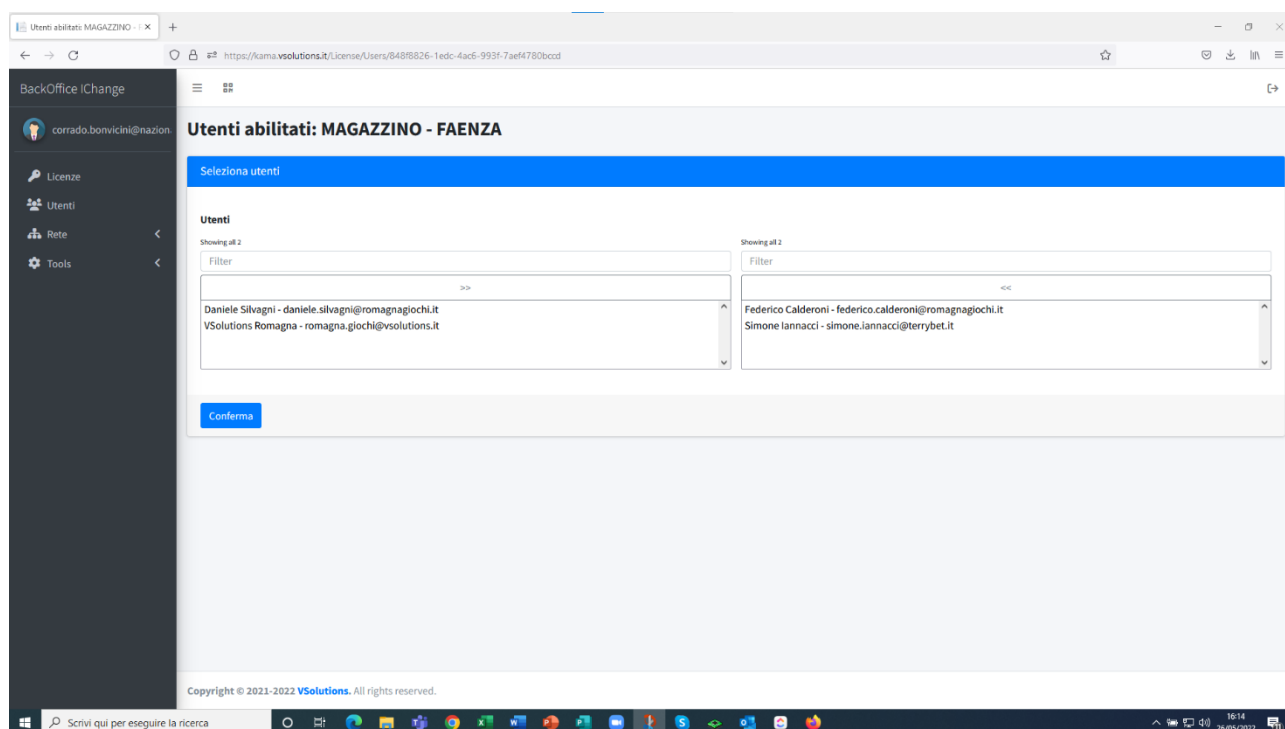 Utenti abilitati: MAGAZZINO -
https://kama.vsolutions.it/License/Users/848f8826-1edc-4ac6-993f-7aef4780bccd
BackOffice IChange
corrado.bonvicini@nazion
Utenti abilitati: MAGAZZINO - FAENZA
Licenze
Utenti
Rete
Tools
Seleziona utenti
Utenti
Showing all 2
Filter
>>
Daniele Silvagni - daniele.silvagni@romagnagiochi.it
VSolutions Romagna - romagna.giochi@vsolutions.it
Showing all 2
Filter
<<
Federico Calderoni - federico.calderoni@romagnagiochi.it
Simone Iannacci - simone.iannacci@terrybet.it
Conferma
Copyright © 2021-2022 VSolutions. All rights reserved.
Scrivi qui per eseguire la ricerca
16:14
26/05/2022